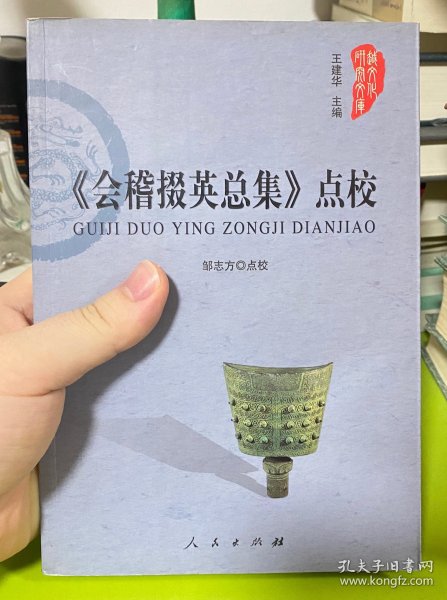 越文化
研究文库
王建华 主编
《会稽掇英总集》点校
GUIJI DUO YING ZONGJI DIANJIAO
邹志方◎点校
人民出版社
孔夫子旧书网
www.kongfz.com